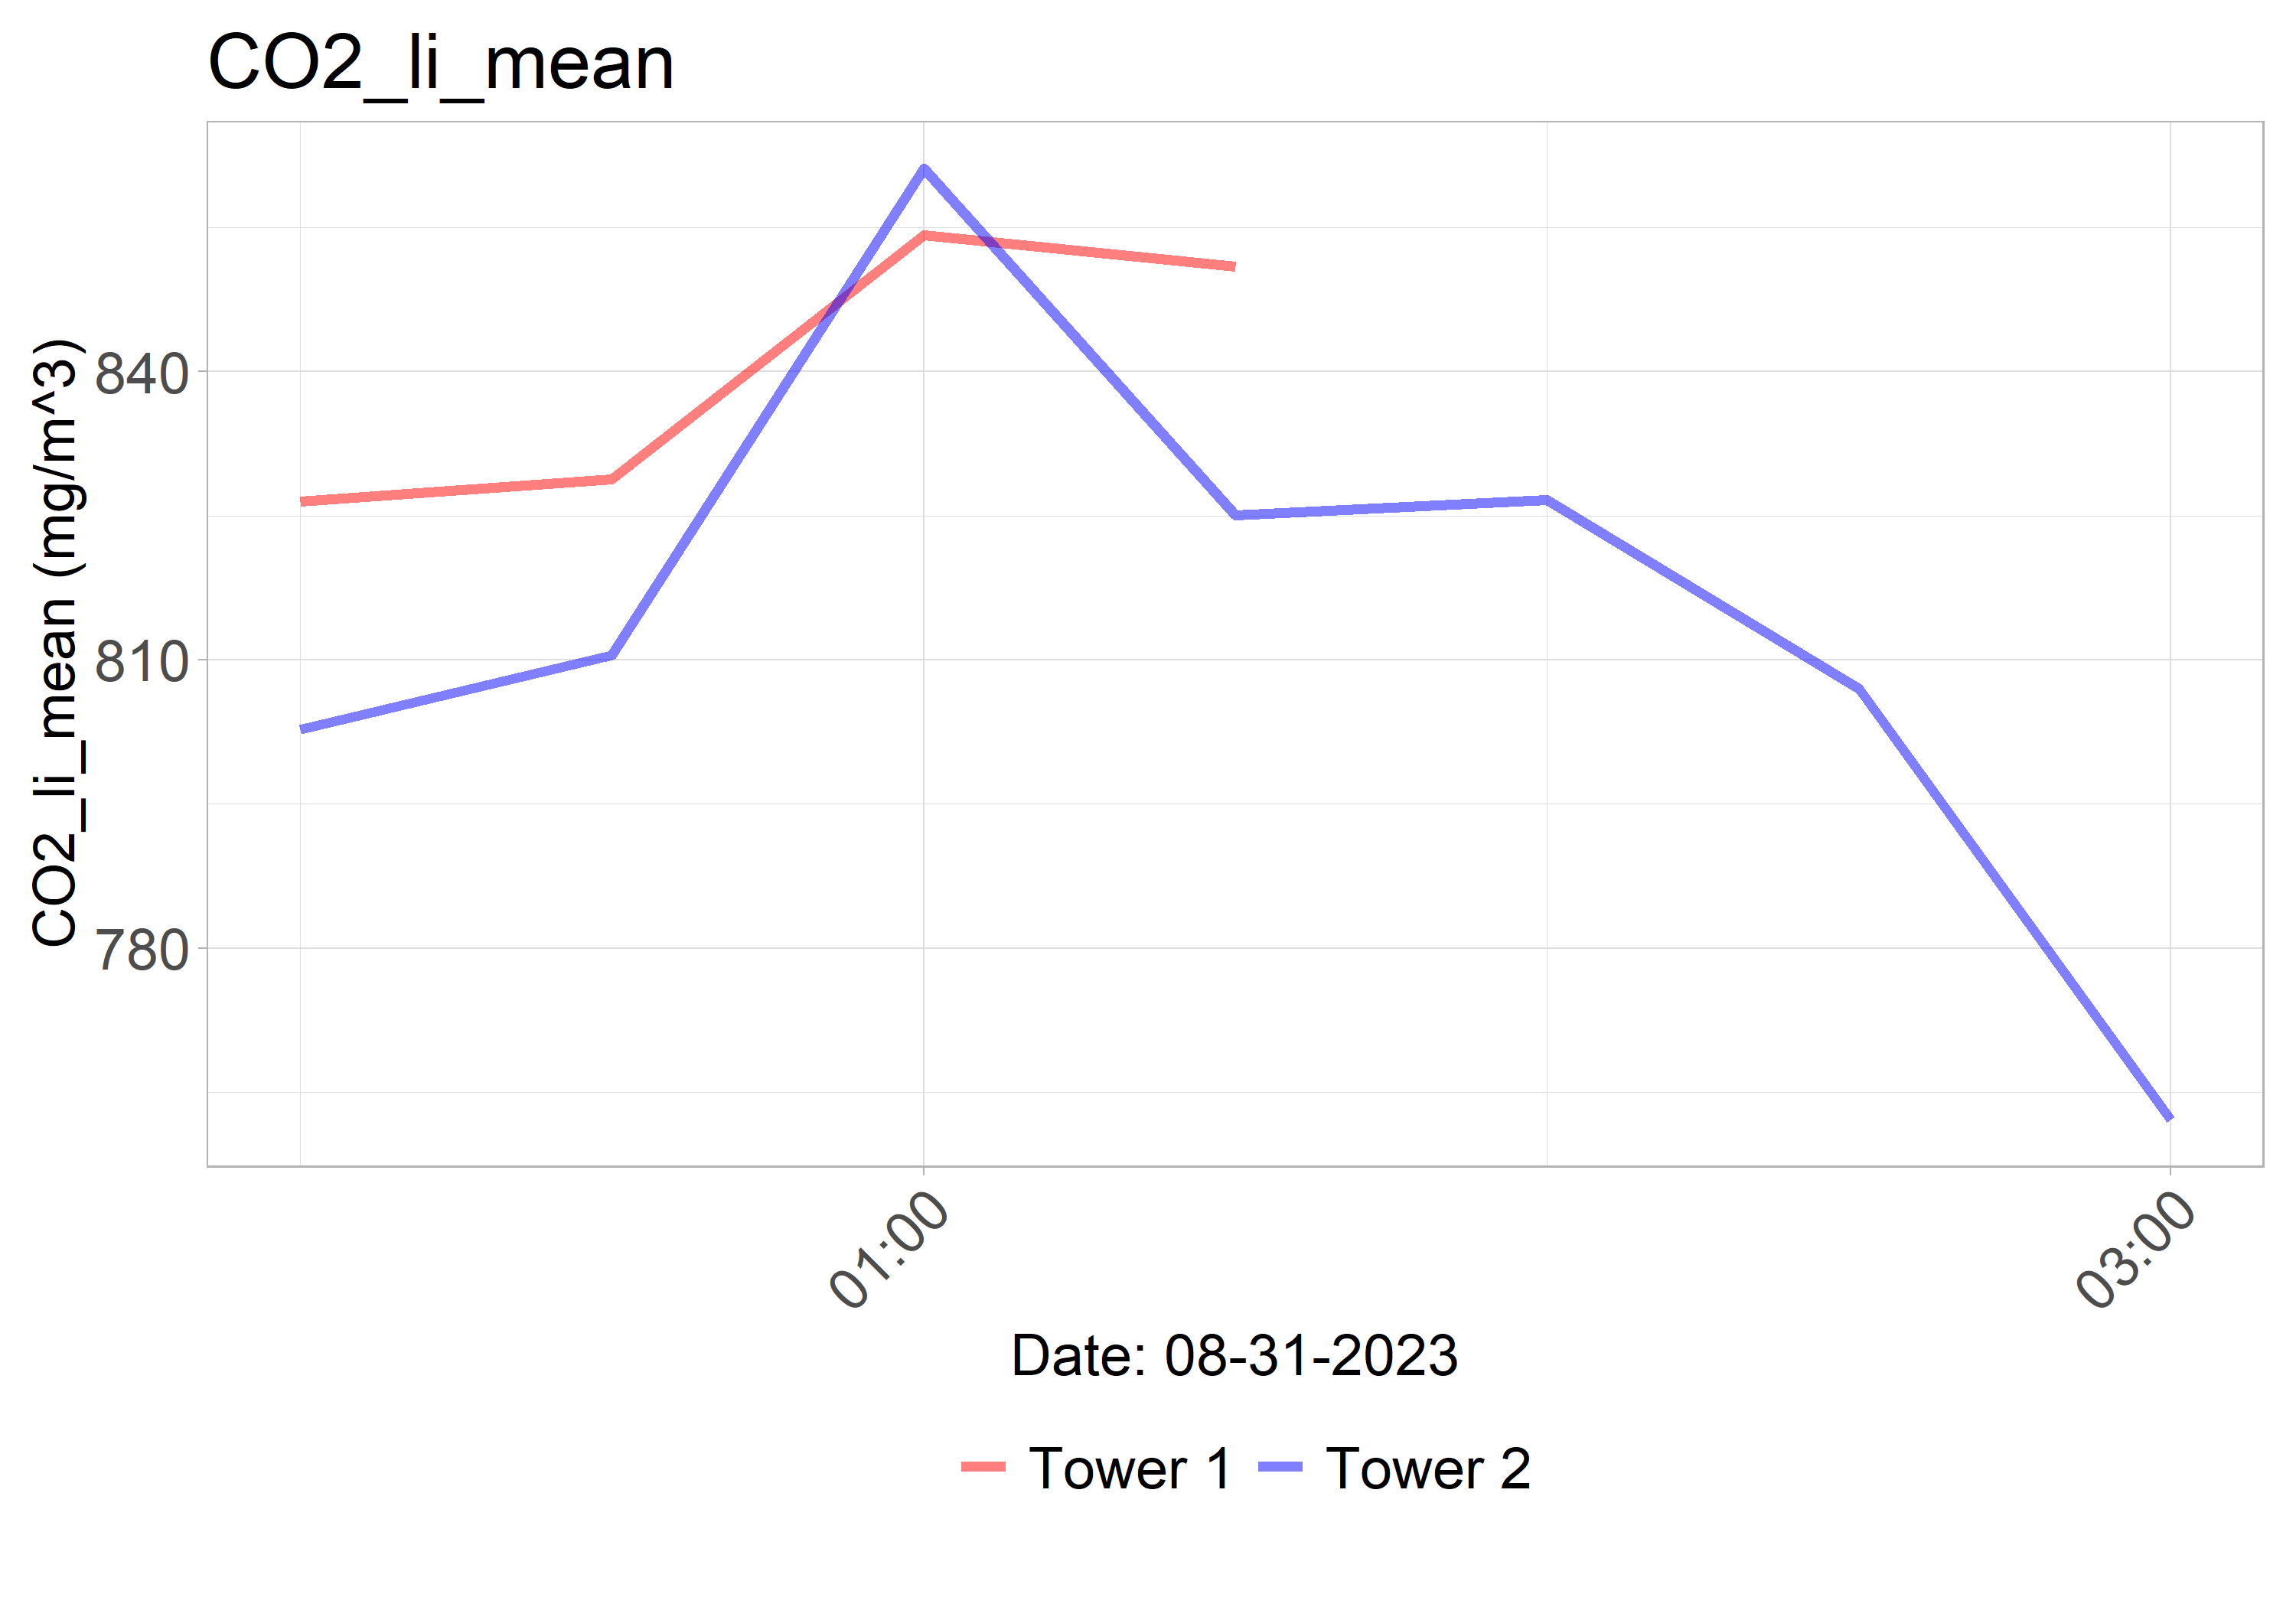 CO2_li_mean
CO2_li_mean (mg/m^3)
840
810
780
01:00
03:00
Date: 08-31-2023
Tower 1 Tower 2